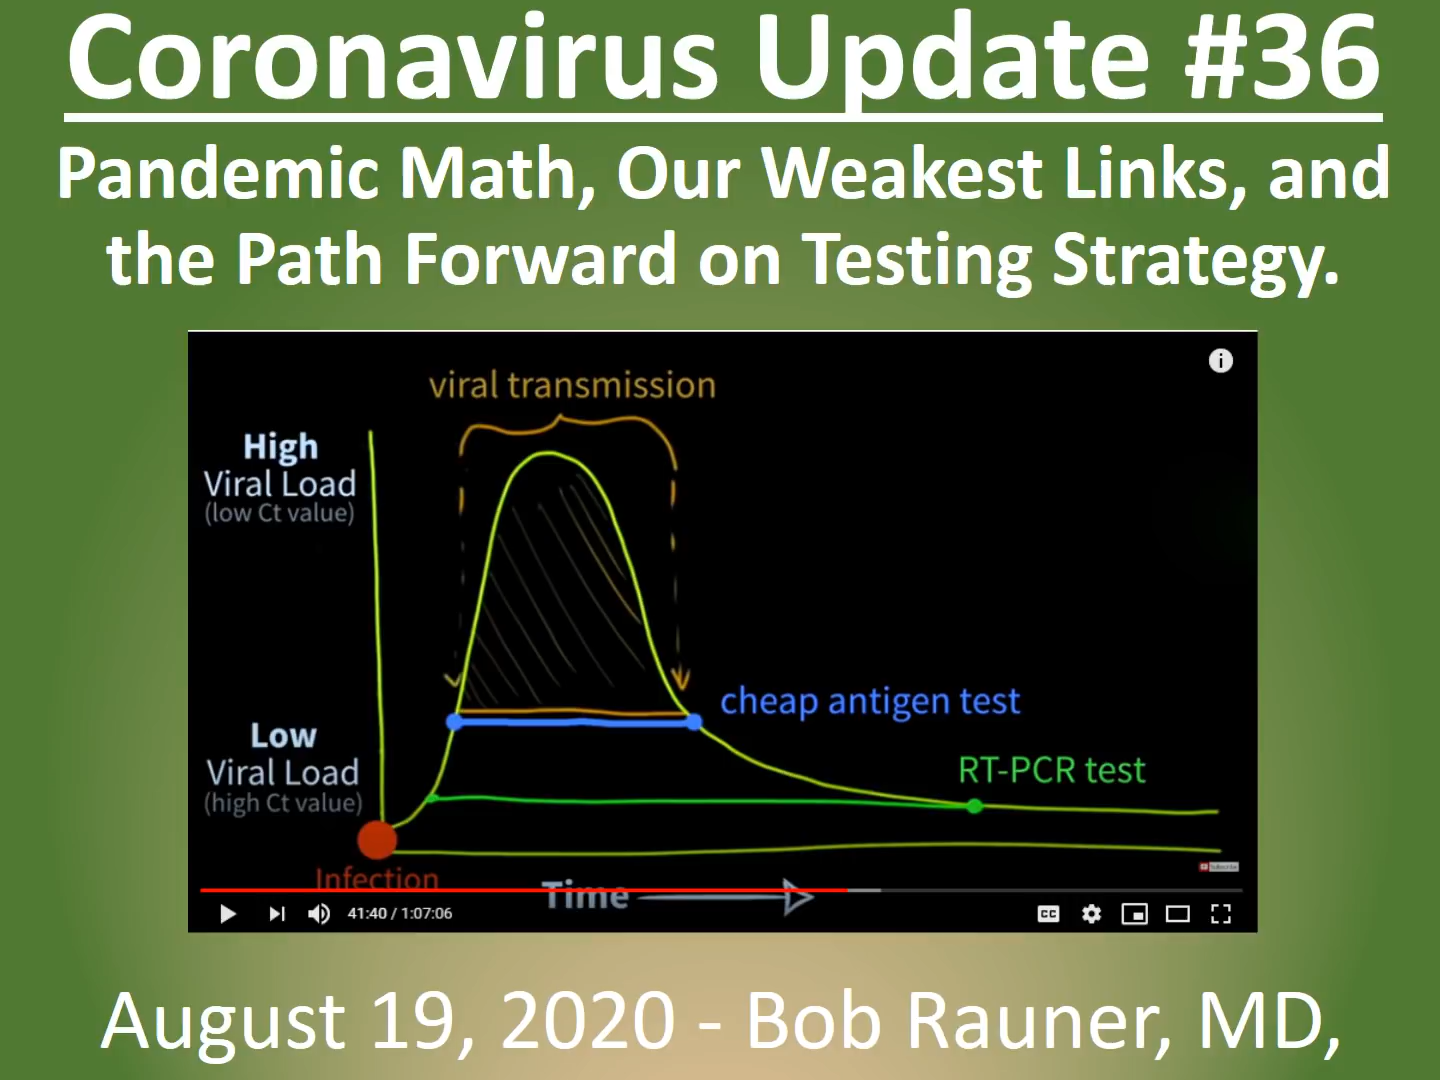 Coronavirus Update #36
Pandemic Math, Our Weakest Links, and
the Path Forward on Testing Strategy.
i
viral transmission
High
Viral Load
(low Ct value)
cheap antigen test
Low
Viral Load
(high Ct value)
RT-PCR test
Infection
Subscribe
Time
41:40 / 1:07:06
CC
August 19, 2020 - Bob Rauner, MD,